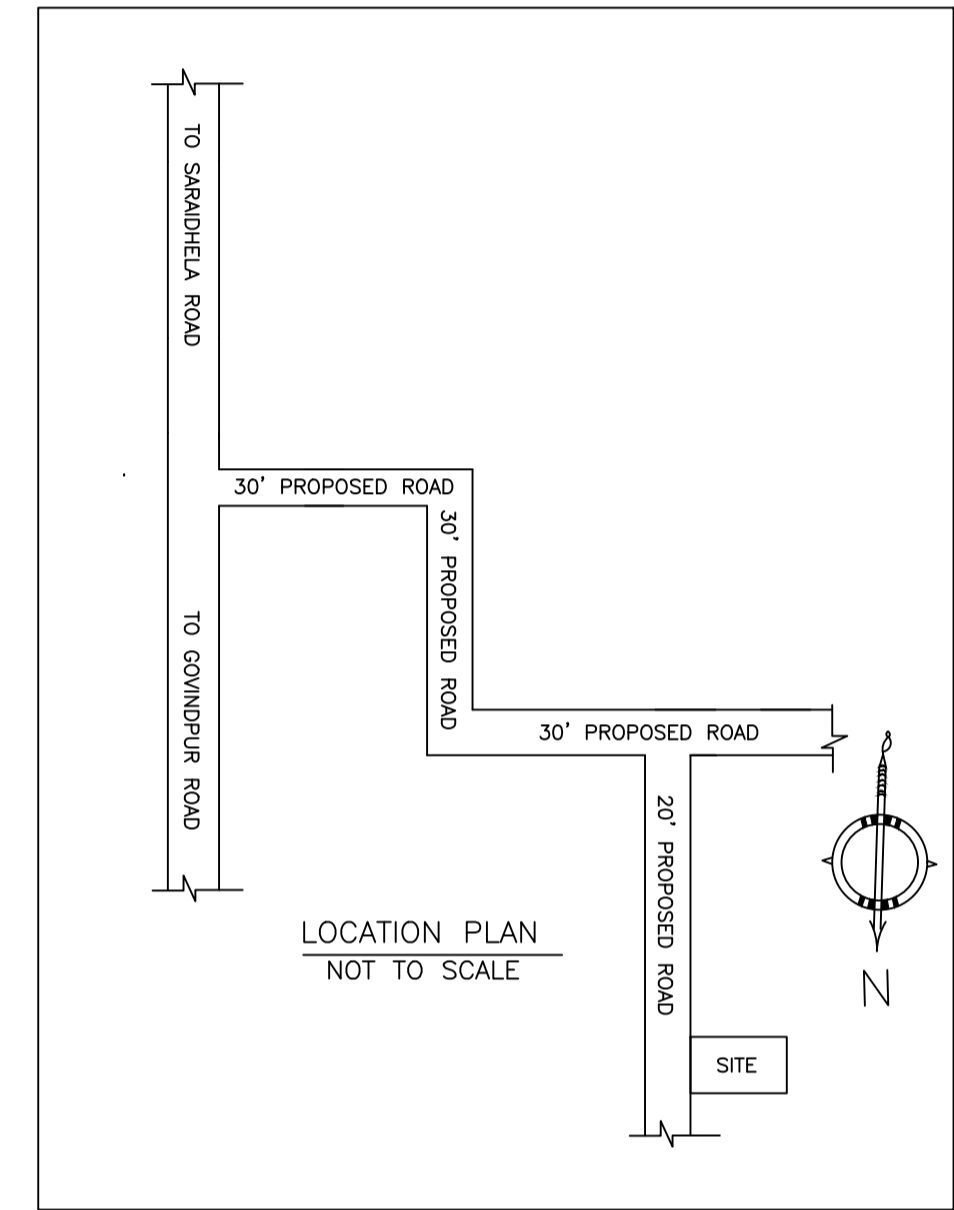 TO SARAIDHELA ROAD
30' PROPOSED ROAD
30' PROPOSED ROAD
TO GOVINDPUR ROAD
30' PROPOSED ROAD
20' PROPOSED ROAD
LOCATION PLAN
NOT TO SCALE
N
SITE